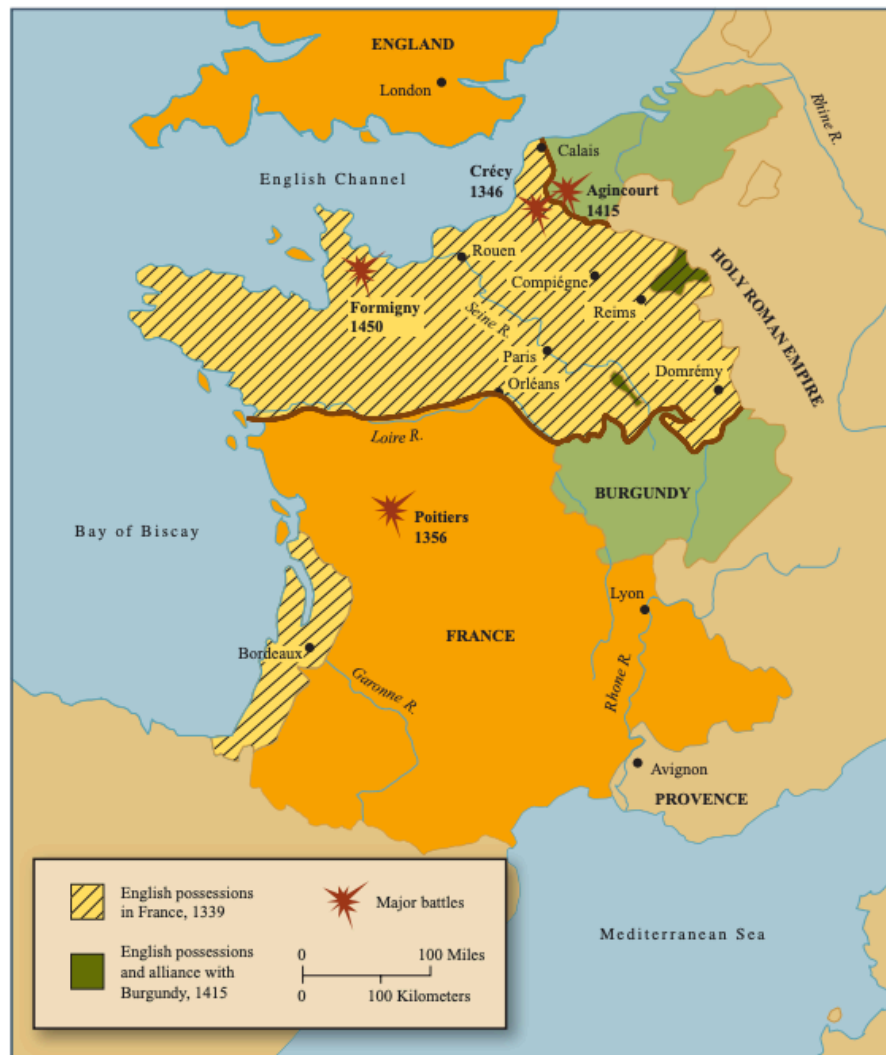 ENGLAND
London
Rhine R.
English Channel
Calais
Crécy
1346
Agincourt
1415
Rouen
Compiégne
Reims
HOLY ROMAN EMPIRE
Formigny
1450
Seine R.
Paris
Orléans
Domrémy
Loire R.
BURGUNDY
Bay of Biscay
Poitiers
1356
Lyon
FRANCE
Bordeaux
Garonne R.
Rhone R.
Avignon
PROVENCE
English possessions
in France, 1339
Major battles
English possessions
and alliance with
Burgundy, 1415
0 100 Miles
0 100 Kilometers
Mediterranean Sea